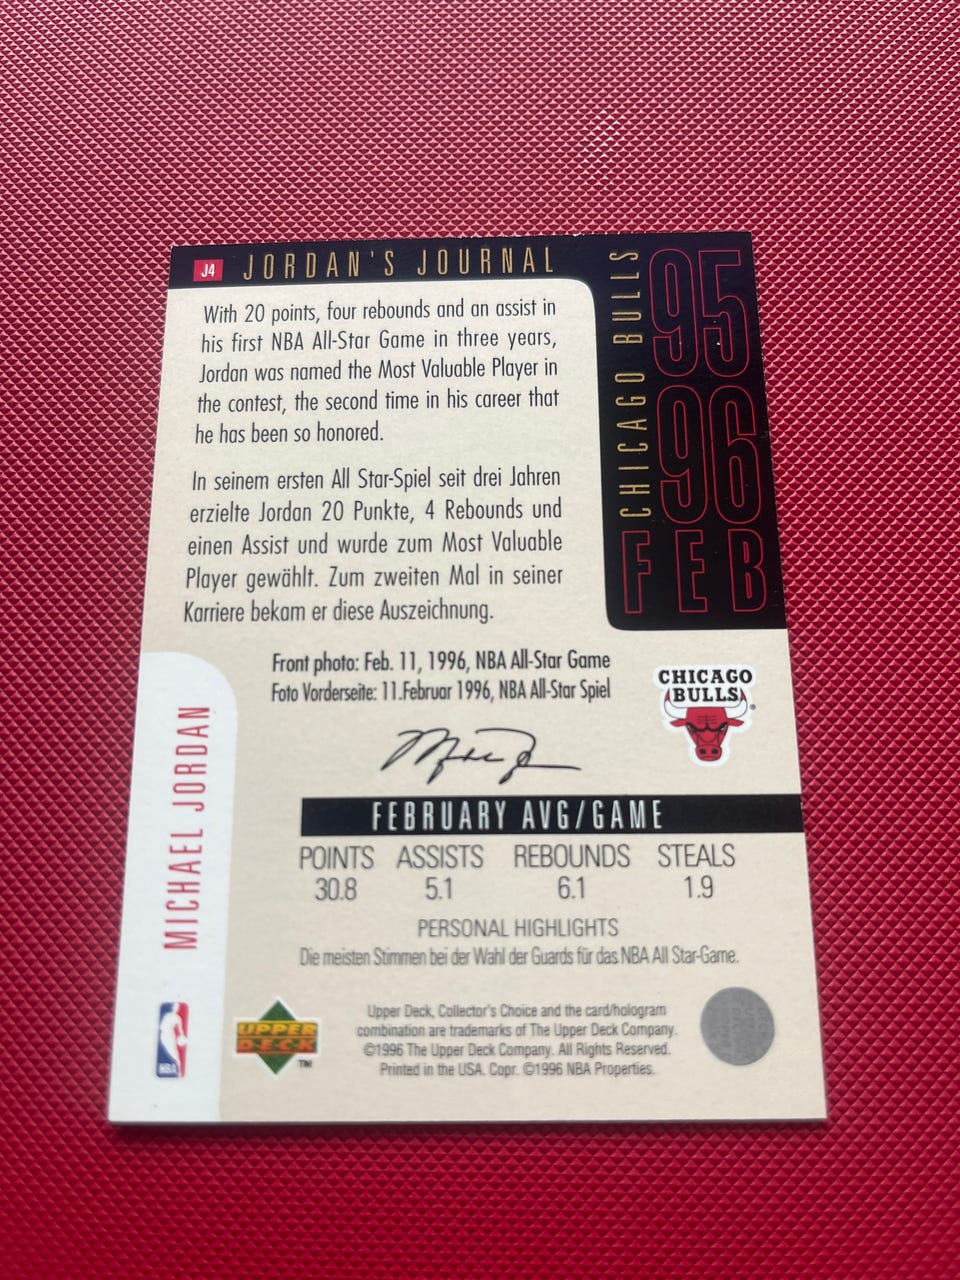 J4 JORDAN'S JOURNAL
With 20 points, four rebounds and an assist in
his first NBA All-Star Game in three years,
Jordan was named the Most Valuable Player in
the contest, the second time in his career that
he has been so honored.
In seinem ersten All Star-Spiel seit drei Jahren
erzielte Jordan 20 Punkte, 4 Rebounds und
einen Assist und wurde zum Most Valuable
Player gewählt. Zum zweiten Mal in seiner
Karriere bekam er diese Auszeichnung.
CHICAGO BULLS
95
96
FEB
Front photo: Feb. 11, 1996, NBA All-Star Game
Foto Vorderseite: 11.Februar 1996, NBA All-Star Spiel
CHICAGO
BULLS
MICHAEL JORDAN
FEBRUARY AVG/GAME
POINTS ASSISTS REBOUNDS STEALS
30.8 5.1 6.1 1.9
PERSONAL HIGHLIGHTS
Die meisten Stimmen bei der Wahl der Guards für das NBA All Star-Game.
NBA
UPPER
DECK
TM
Upper Deck, Collector's Choice and the card/hologram
combination are trademarks of The Upper Deck Company.
©1996 The Upper Deck Company. All Rights Reserved.
Printed in the USA. Copr. ©1996 NBA Properties.